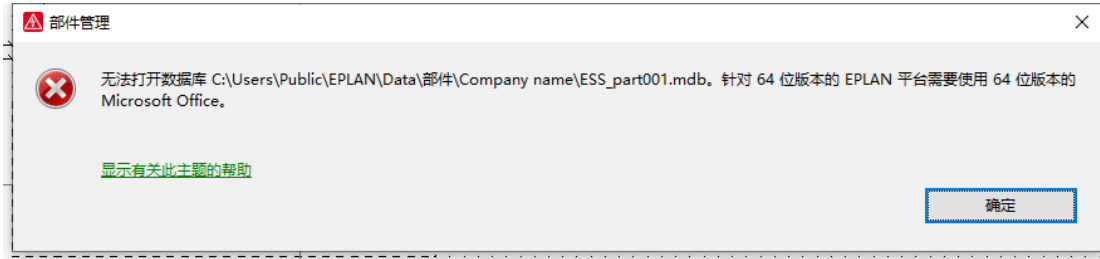 部件管理
无法打开数据库 C:\Users\Public\EPLAN\Data\部件\Company name\ESS_part001.mdb。针对 64 位版本的 EPLAN 平台需要使用 64 位版本的
Microsoft Office。
显示有关此主题的帮助
确定